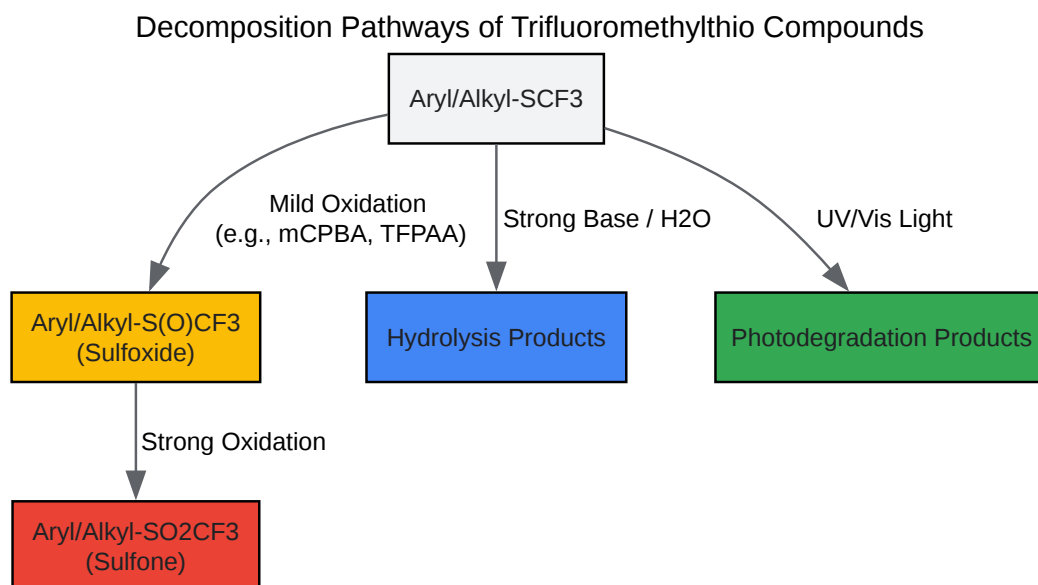 Decomposition Pathways of Trifluoromethylthio Compounds
Aryl/Alkyl-SCF3
Mild Oxidation
(e.g., mCPBA, TFPAA)
Strong Base / H2O
UV/Vis Light
Aryl/Alkyl-S(O)CF3
(Sulfoxide)
Hydrolysis Products
Photodegradation Products
Strong Oxidation
Aryl/Alkyl-SO2CF3
(Sulfone)